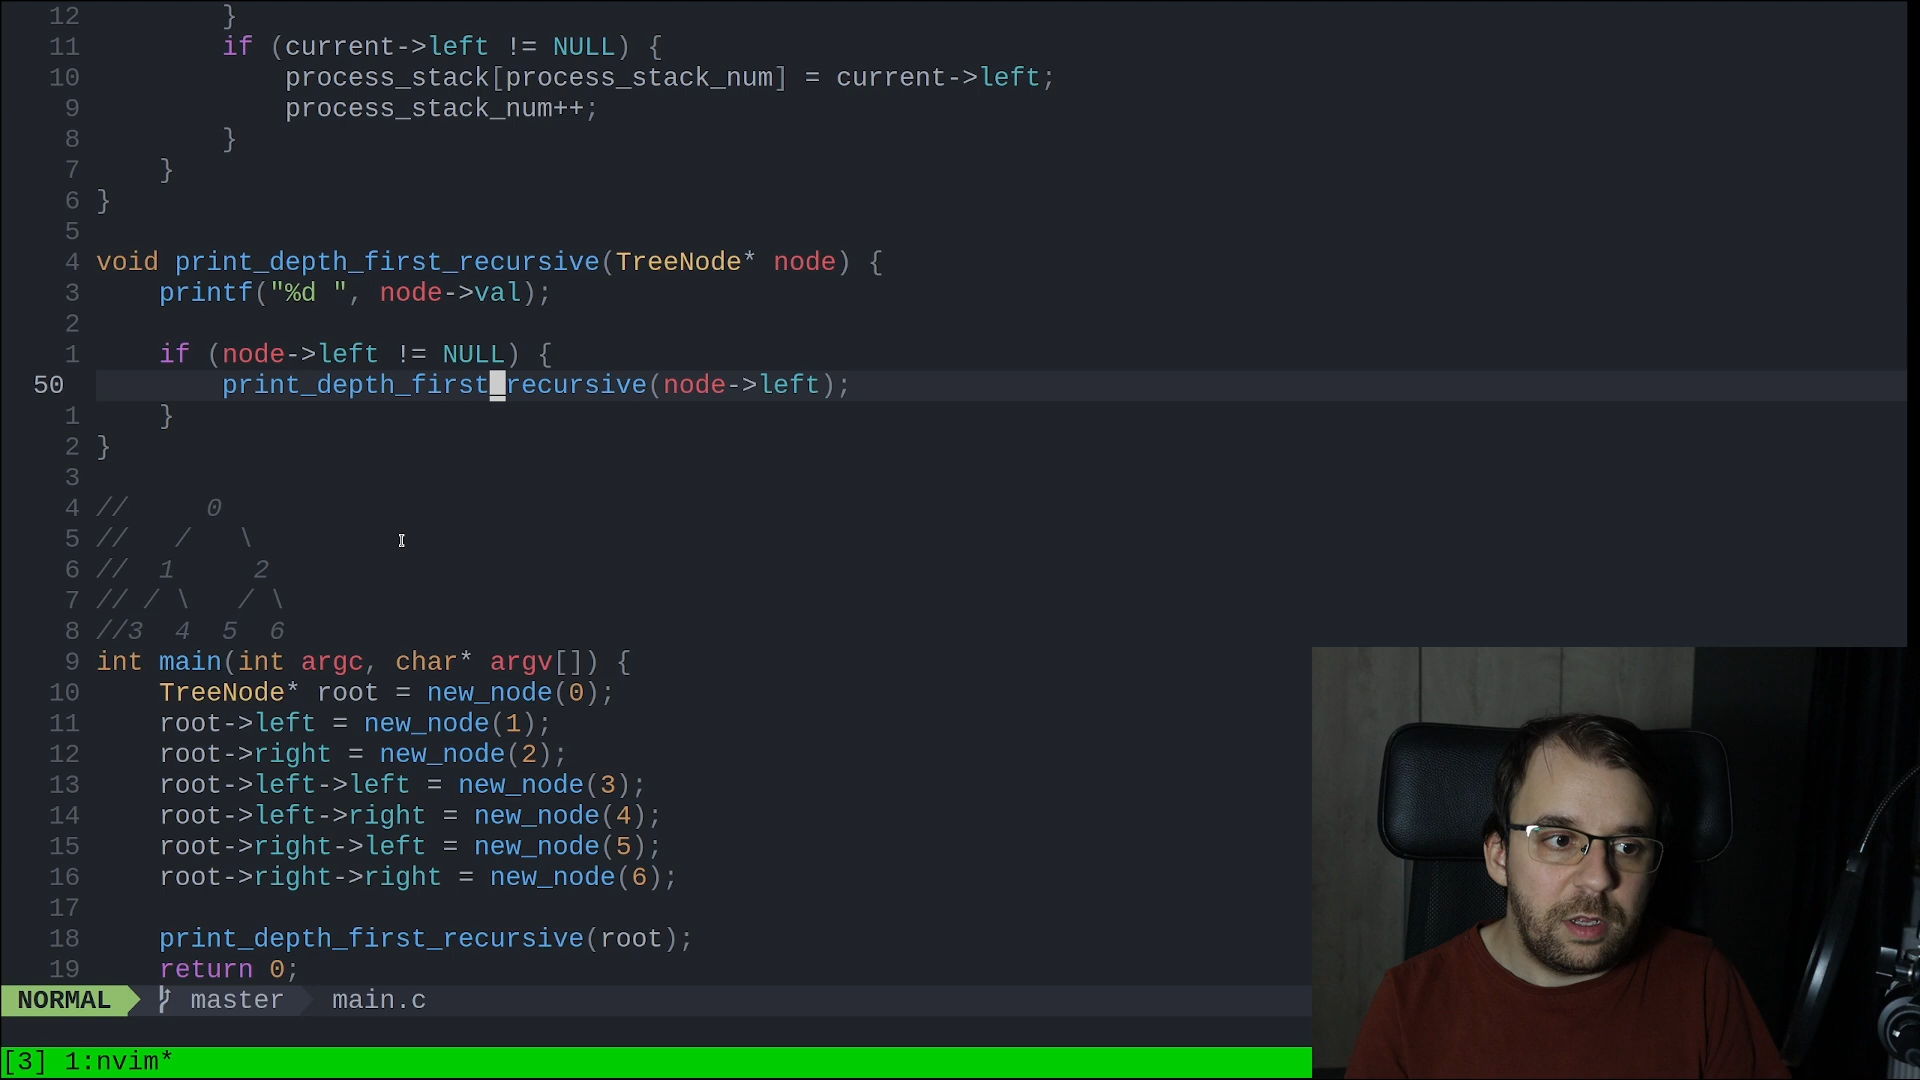 12         }
11         if (current->left != NULL) {
10             process_stack[process_stack_num] = current->left;
9             process_stack_num++;
8         }
7     }
6 }
5
4 void print_depth_first_recursive(TreeNode* node) {
3     printf("%d ", node->val);
2
1     if (node->left != NULL) {
50         print_depth_first_recursive(node->left);
1     }
2 }
3
4 //     0
5 //   /   \
6 //  1     2
7 // / \   / \
8 //3  4  5  6
9 int main(int argc, char* argv[]) {
10     TreeNode* root = new_node(0);
11     root->left = new_node(1);
12     root->right = new_node(2);
13     root->left->left = new_node(3);
14     root->left->right = new_node(4);
15     root->right->left = new_node(5);
16     root->right->right = new_node(6);
17
18     print_depth_first_recursive(root);
19     return 0;
NORMAL master main.c
[3] 1:nvim*